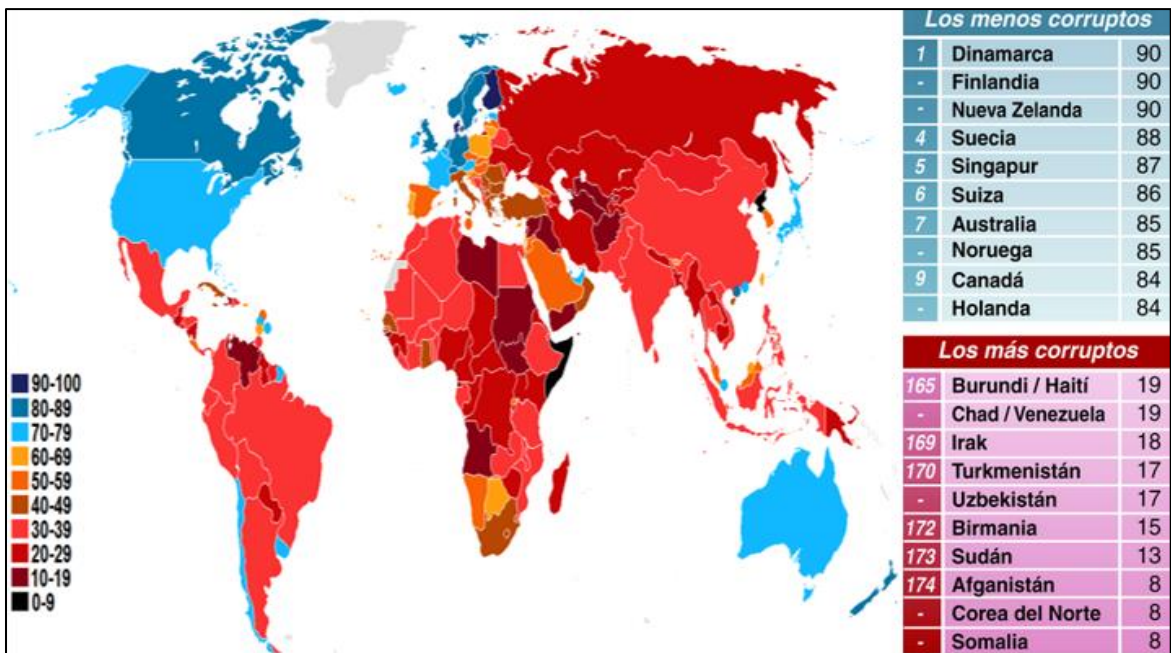 Los menos corruptos
1 Dinamarca 90
- Finlandia 90
- Nueva Zelanda 90
4 Suecia 88
5 Singapur 87
6 Suiza 86
7 Australia 85
- Noruega 85
9 Canadá 84
- Holanda 84
Los más corruptos
165 Burundi / Haití 19
- Chad / Venezuela 19
169 Irak 18
170 Turkmenistán 17
- Uzbekistán 17
172 Birmania 15
173 Sudán 13
174 Afganistán 8
- Corea del Norte 8
- Somalia 8
90-100
80-89
70-79
60-69
50-59
40-49
30-39
20-29
10-19
0-9